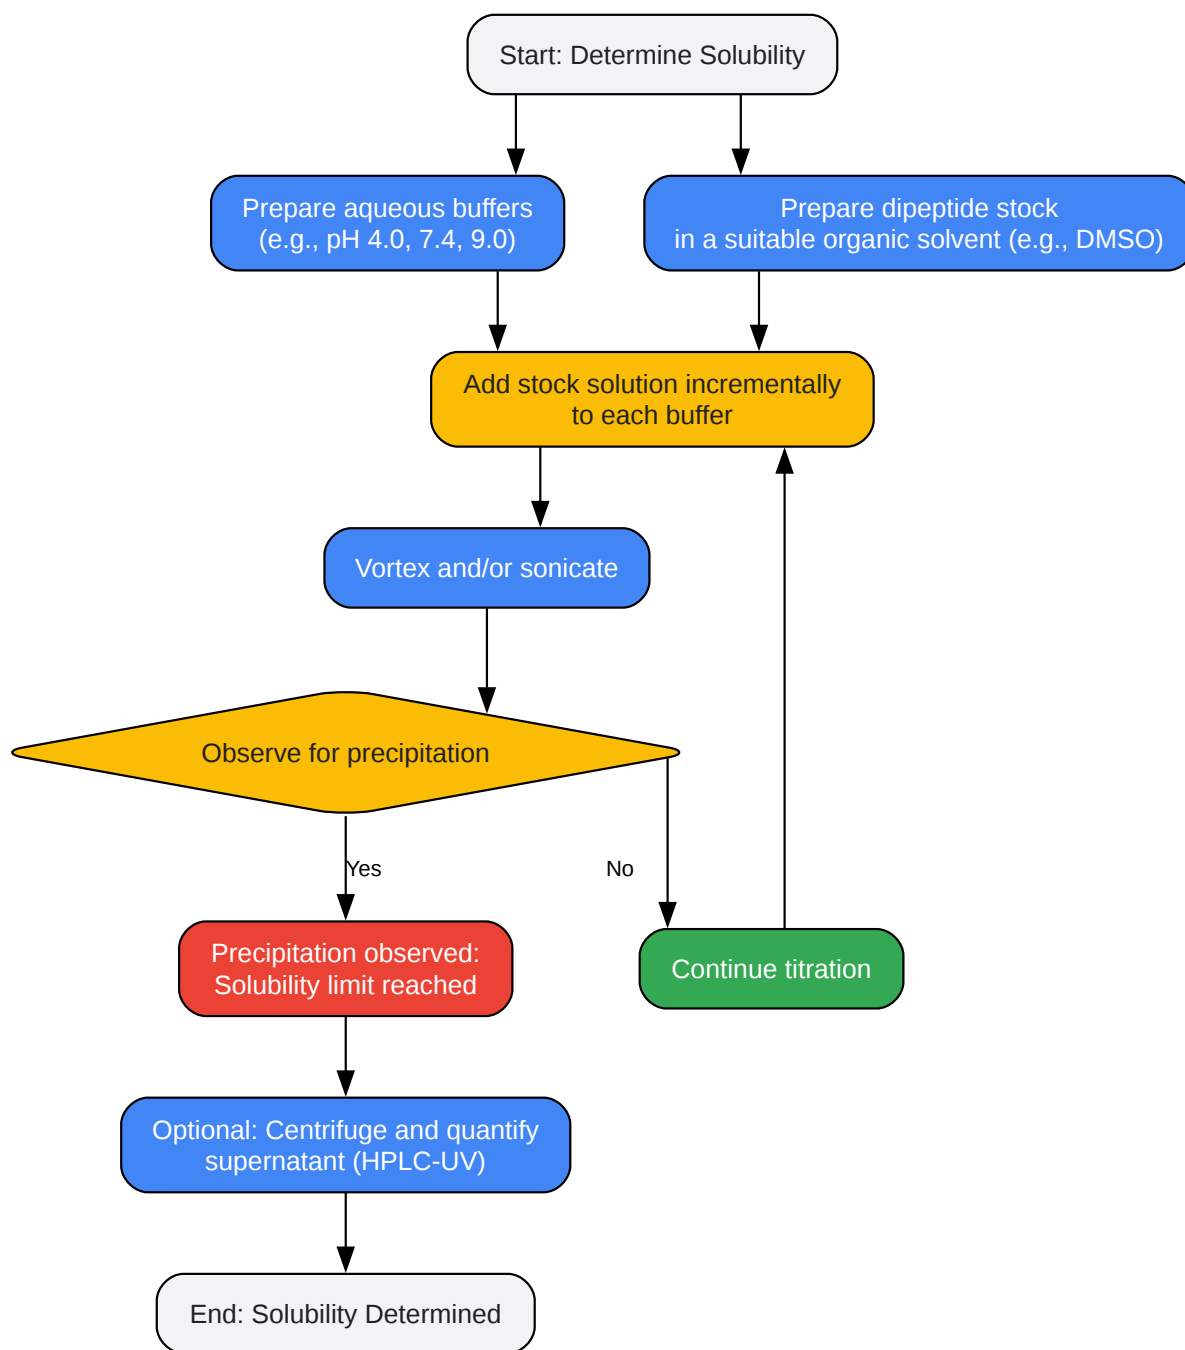 Start: Determine Solubility
Prepare aqueous buffers
(e.g., pH 4.0, 7.4, 9.0)
Prepare dipeptide stock
in a suitable organic solvent (e.g., DMSO)
Add stock solution incrementally
to each buffer
Vortex and/or sonicate
Observe for precipitation
Yes
No
Precipitation observed:
Solubility limit reached
Continue titration
Optional: Centrifuge and quantify
supernatant (HPLC-UV)
End: Solubility Determined